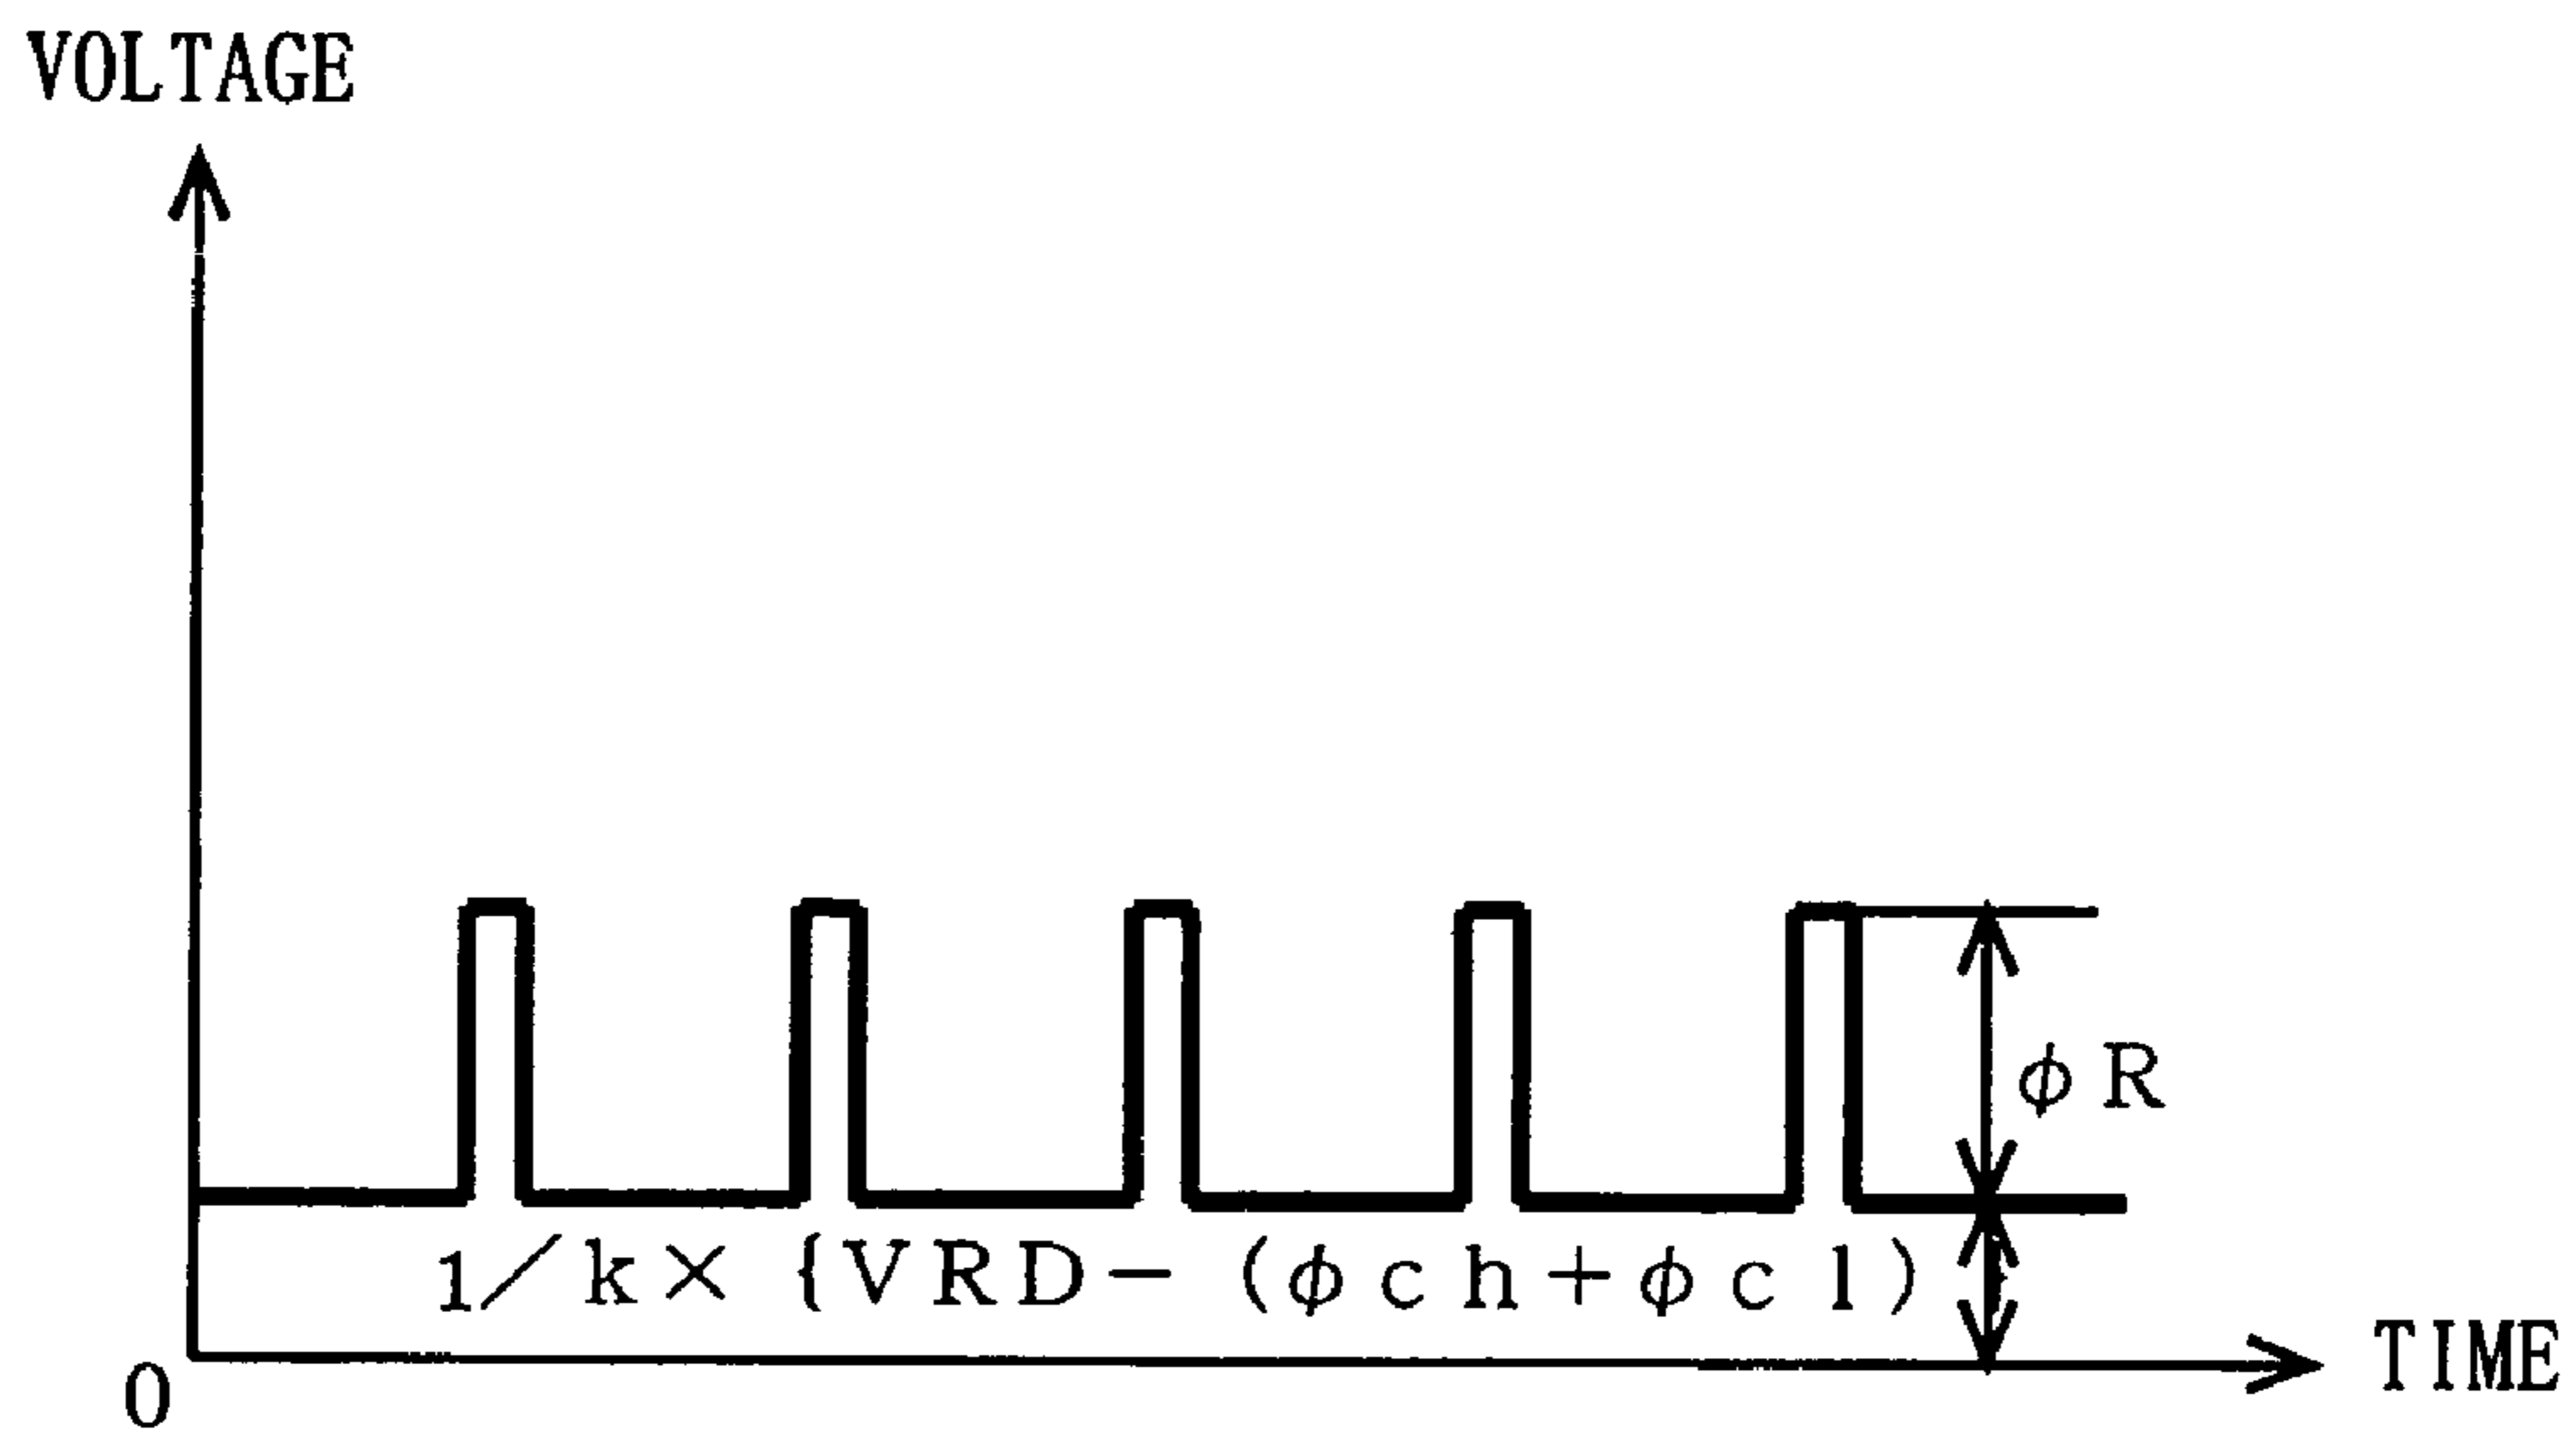 VOLTAGE
φR
1/k×{VRD-(φch+φcl)}
TIME
0